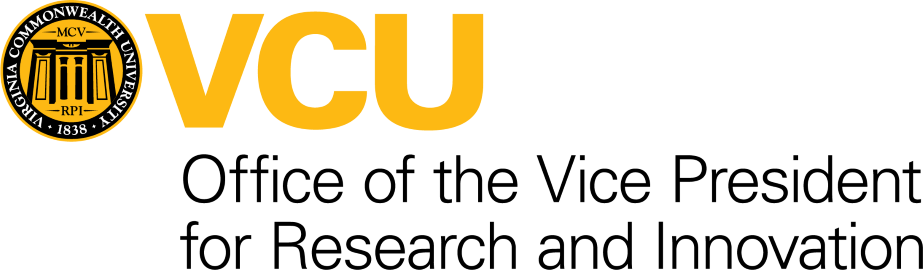 VIRGINIA COMMONWEALTH UNIVERSITY
MCV
RPI
· 1838 ·
VCU
Office of the Vice President
for Research and Innovation